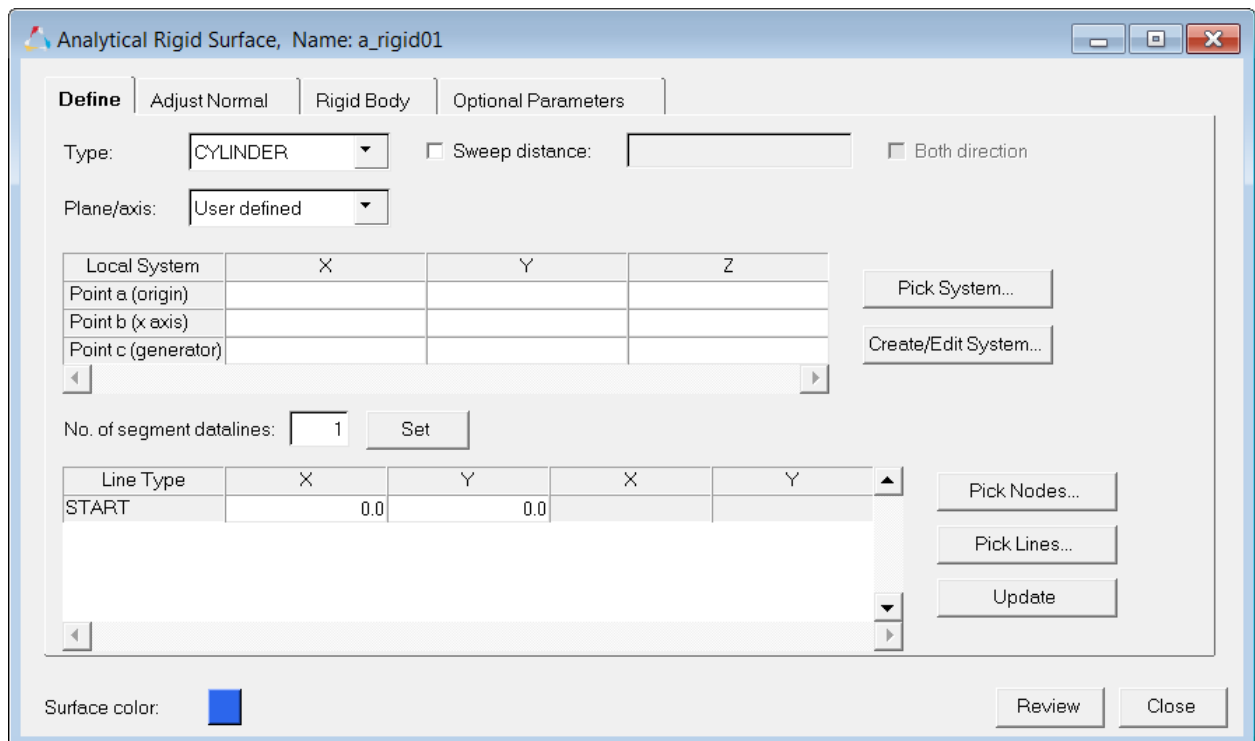 Analytical Rigid Surface, Name: a_rigid01
Define Adjust Normal Rigid Body Optional Parameters
Type: CYLINDER Sweep distance: Both direction
Plane/axis: User defined
Local System X Y Z
Point a (origin)
Pick System...
Point b (x axis)
Point c (generator)
Create/Edit System...
No. of segment datalines: 1 Set
Line Type X Y X Y
START 0.0 0.0
Pick Nodes...
Pick Lines...
Update
Surface color:
Review Close